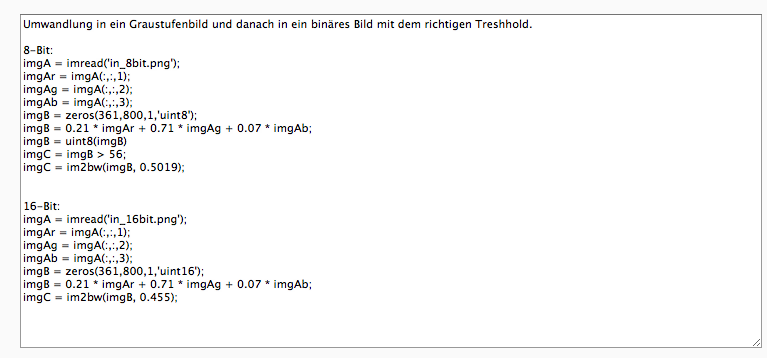 Umwandlung in ein Graustufenbild und danach in ein binäres Bild mit dem richtigen Treshhold.
8-Bit:
imgA = imread('in_8bit.png');
imgAr = imgA(:,:,1);
imgAg = imgA(:,:,2);
imgAb = imgA(:,:,3);
imgB = zeros(361,800,1,'uint8');
imgB = 0.21 * imgAr + 0.71 * imgAg + 0.07 * imgAb;
imgB = uint8(imgB)
imgC = imgB > 56;
imgC = im2bw(imgB, 0.5019);
16-Bit:
imgA = imread('in_16bit.png');
imgAr = imgA(:,:,1);
imgAg = imgA(:,:,2);
imgAb = imgA(:,:,3);
imgB = zeros(361,800,1,'uint16');
imgB = 0.21 * imgAr + 0.71 * imgAg + 0.07 * imgAb;
imgC = im2bw(imgB, 0.455);